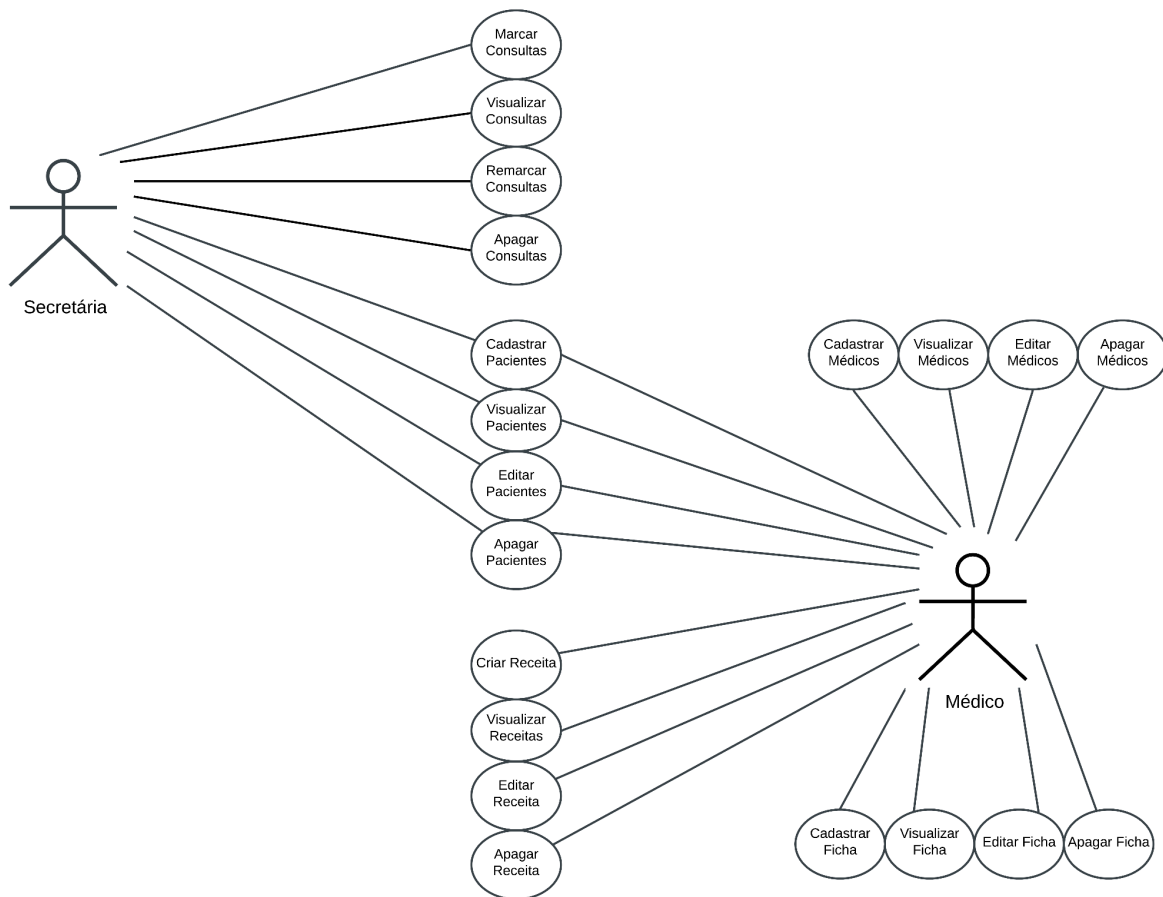 Marcar
Consultas
Visualizar
Consultas
Remarcar
Consultas
Apagar
Consultas
Secretária
Cadastrar
Pacientes
Visualizar
Pacientes
Editar
Pacientes
Apagar
Pacientes
Cadastrar
Médicos
Visualizar
Médicos
Editar
Médicos
Apagar
Médicos
Médico
Criar Receita
Visualizar
Receitas
Editar
Receita
Apagar
Receita
Cadastrar
Ficha
Visualizar
Ficha
Editar Ficha
Apagar Ficha